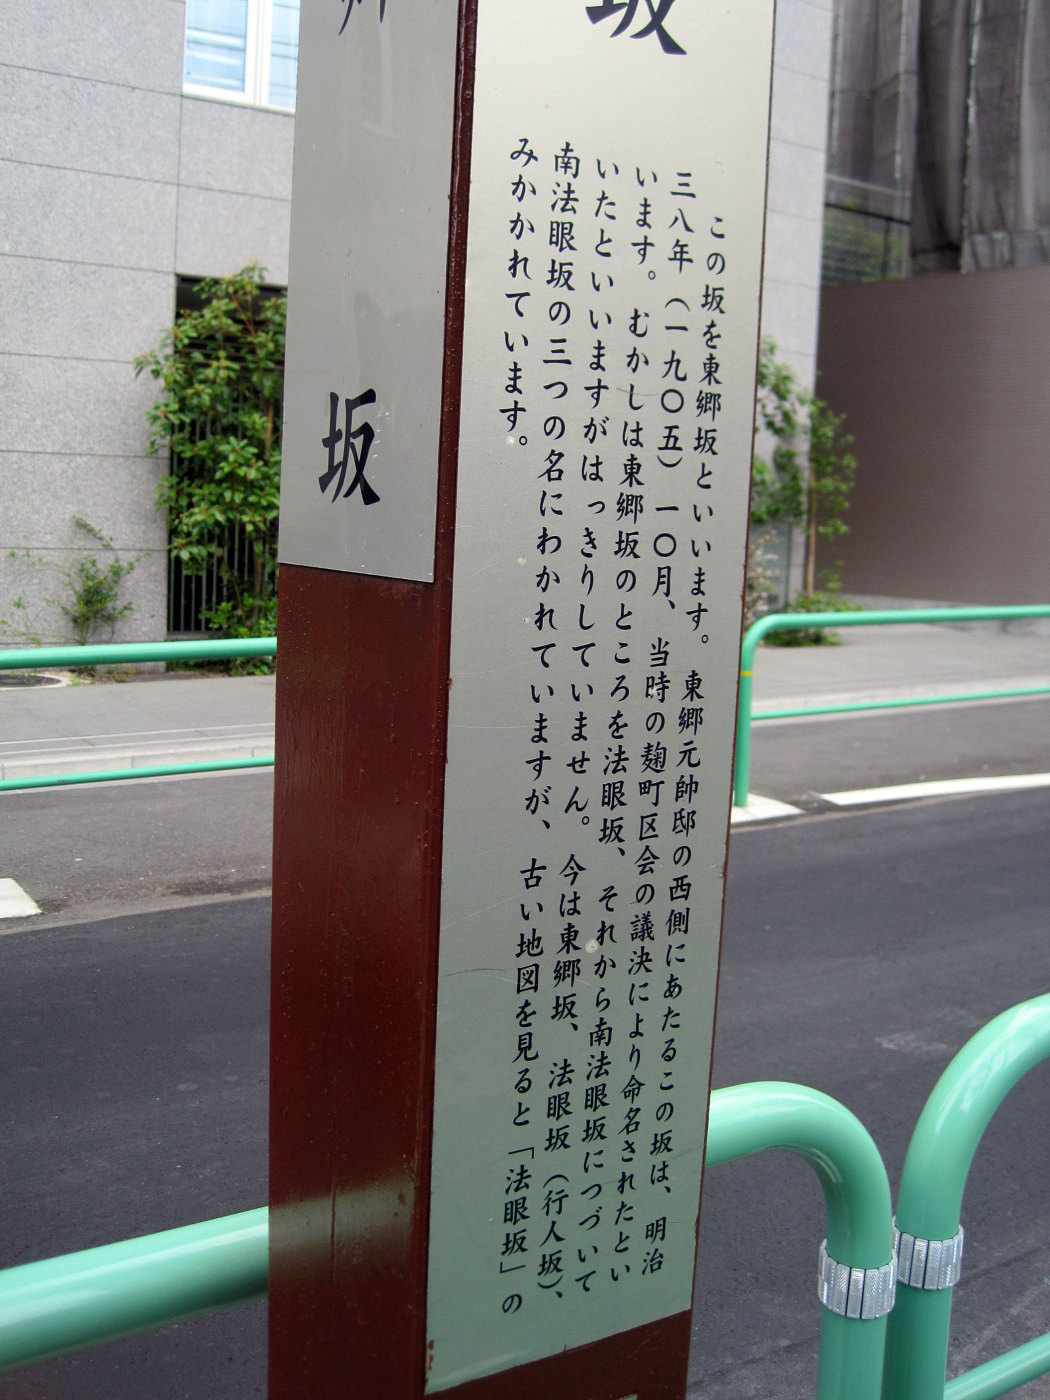 坂
この坂を東郷坂といいます。東郷元帥邸の西側にあたるこの坂は、明治
三八年（一九〇五）一〇月、当時の麹町区会の議決により命名されたとい
います。むかしは東郷坂のところを法眼坂、それから南法眼坂につづいて
いたといいますがはっきりしていません。今は東郷坂、法眼坂（行人坂）、
南法眼坂の三つの名にわかれていますが、古い地図を見ると「法眼坂」の
みかかれています。
坂